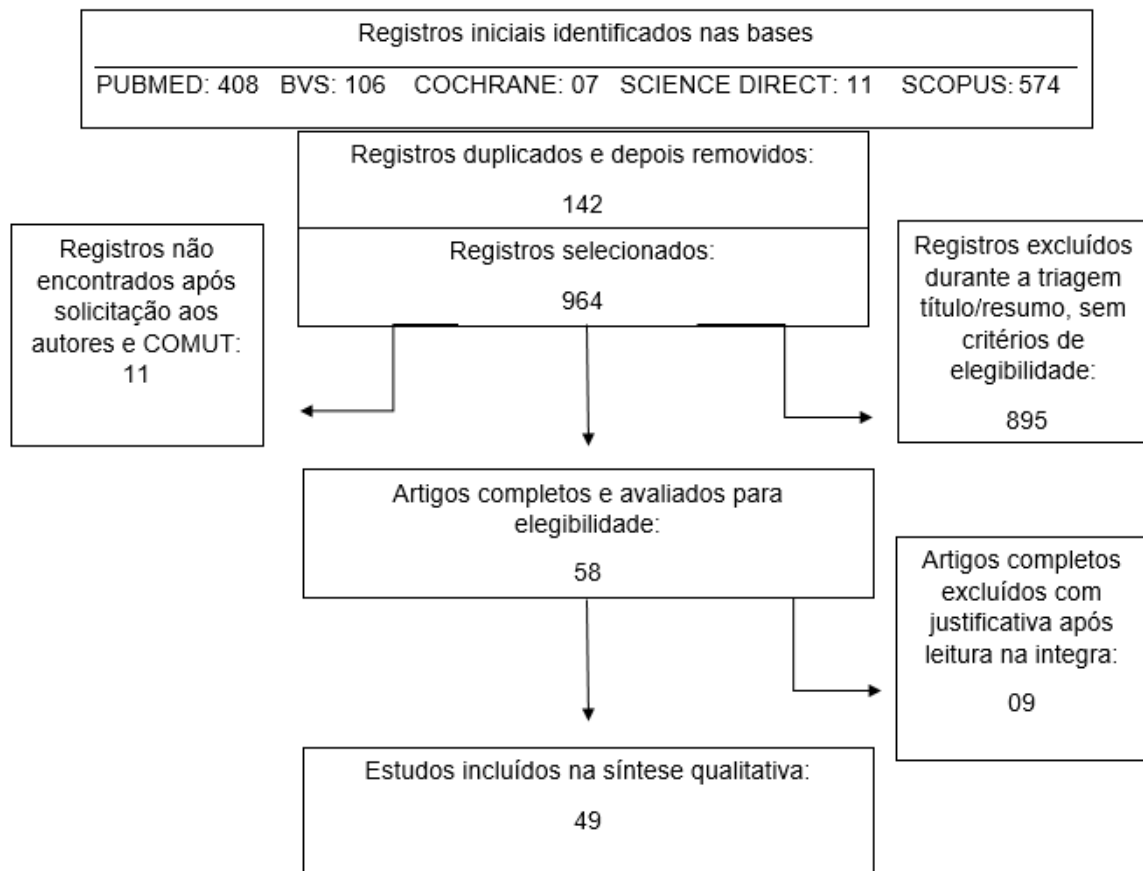 Registros iniciais identificados nas bases
PUBMED: 408 BVS: 106 COCHRANE: 07 SCIENCE DIRECT: 11 SCOPUS: 574
Registros duplicados e depois removidos:
142
Registros selecionados:
964
Registros não
encontrados após
solicitação aos
autores e COMUT:
11
Registros excluídos
durante a triagem
título/resumo, sem
critérios de
elegibilidade:
895
Artigos completos e avaliados para
elegibilidade:
58
Artigos completos
excluídos com
justificativa após
leitura na integra:
09
Estudos incluídos na síntese qualitativa:
49